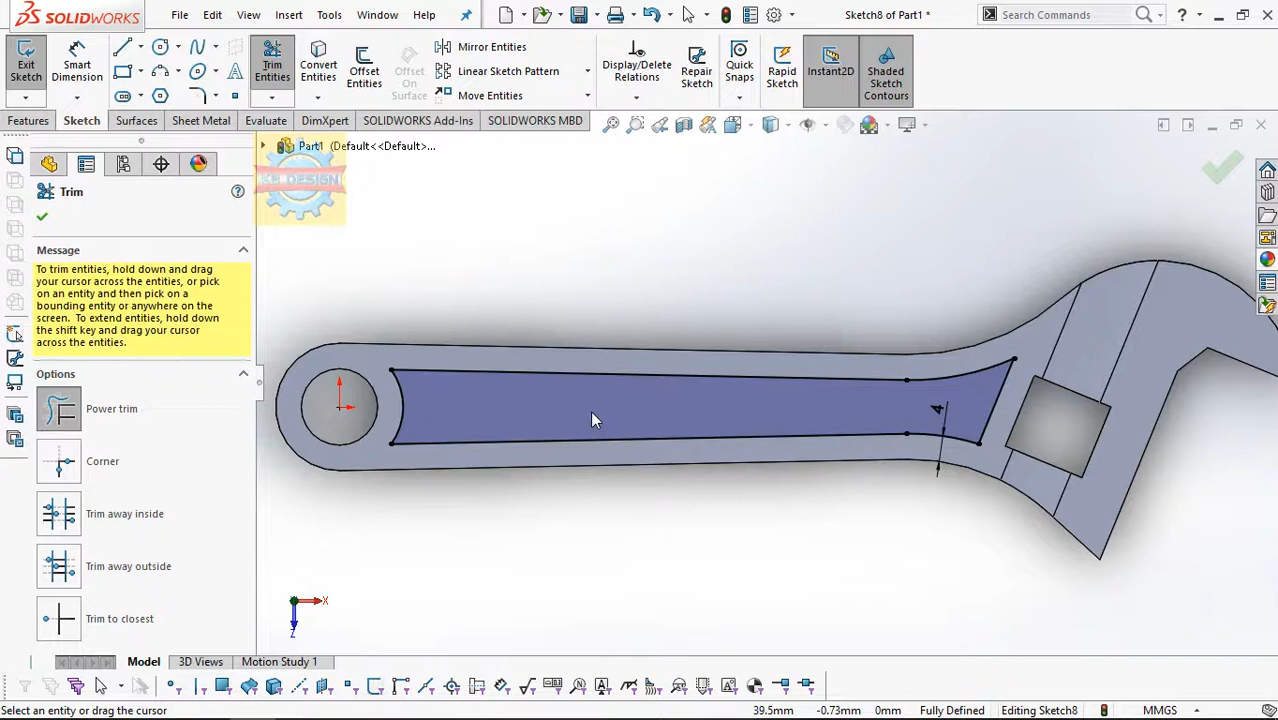 SOLIDWORKS
File Edit View Insert Tools Window Help
Sketch8 of Part1 *
Search Commands
Exit Sketch
Smart Dimension
Trim Entities
Convert Entities
Offset Entities
Offset On Surface
Mirror Entities
Linear Sketch Pattern
Move Entities
Display/Delete Relations
Repair Sketch
Quick Snaps
Rapid Sketch
Instant2D
Shaded Sketch Contours
Features Sketch Surfaces Sheet Metal Evaluate DimXpert SOLIDWORKS Add-Ins SOLIDWORKS MBD
Part1 (Default<<Default>...
KB DESIGN
Trim
Message
To trim entities, hold down and drag
your cursor across the entities, or pick
on an entity and then pick on a
bounding entity or anywhere on the
screen. To extend entities, hold down
the shift key and drag your cursor
across the entities.
Options
Power trim
Corner
Trim away inside
Trim away outside
Trim to closest
4
X
Z
Model 3D Views Motion Study 1
Select an entity or drag the cursor
39.5mm -0.73mm 0mm Fully Defined Editing Sketch8 MMGS